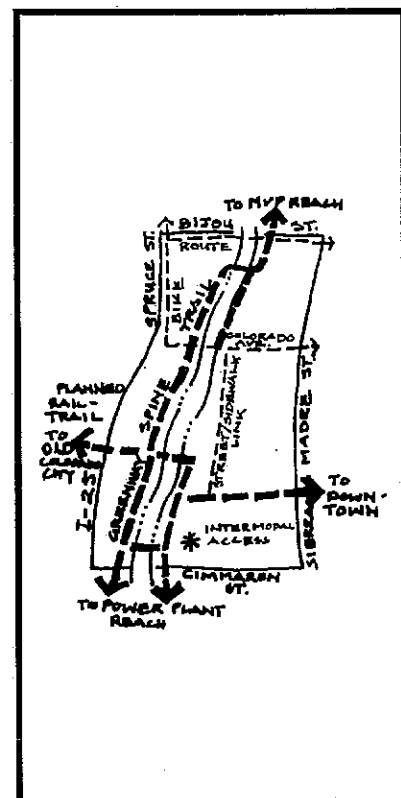 TO MVP REACH
BIJOU ST.
ROUTE
SPRUCE ST.
BIKE
TRAIL
COLORADO
AVE.
PLANNED
RAIL-
TRAIL
TO
OLD
COLORADO
CITY
I-25
GREENWAY SPINE
STREET/SIDEWALK
LINK
SIERRA MADRE ST.
TO
DOWN-
TOWN
INTERMODAL
ACCESS
CIMMARON
ST.
TO POWER PLANT
REACH